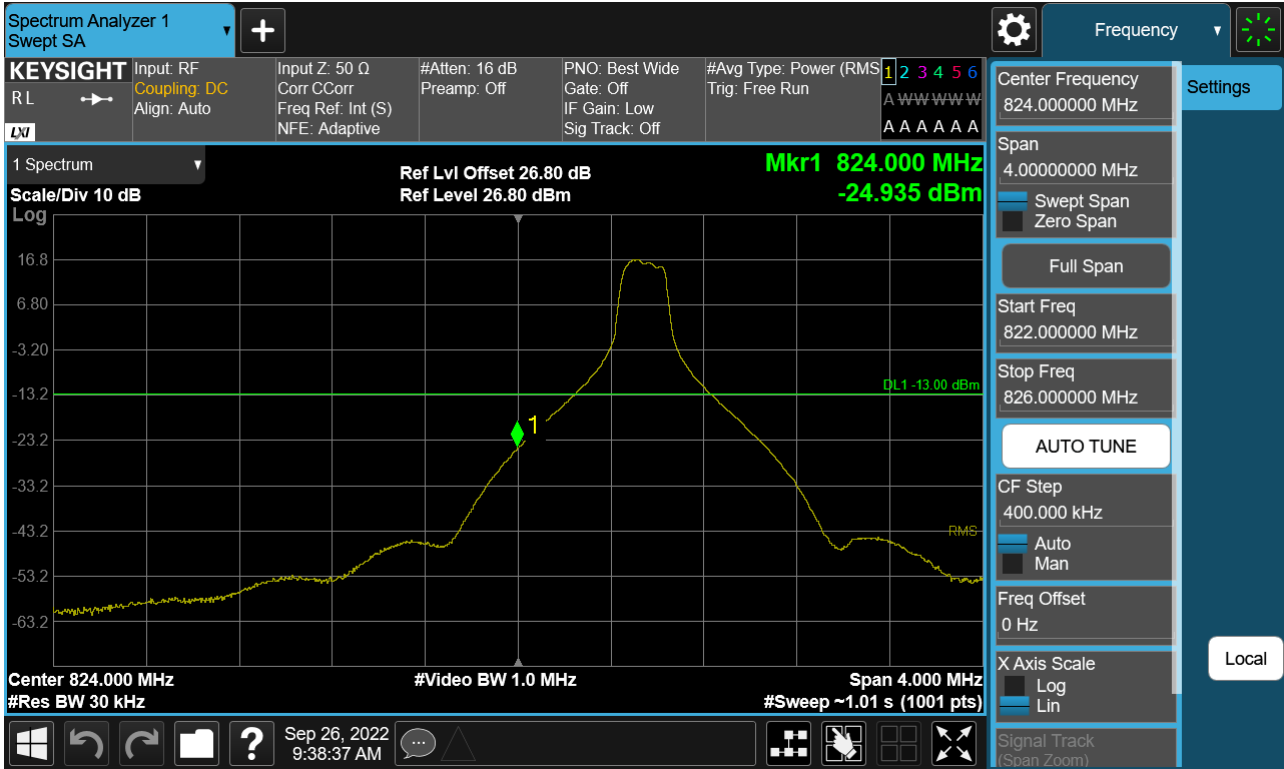 Spectrum Analyzer 1
Swept SA
+
Frequency
KEYSIGHT
R L
LXI
Input: RF
Coupling: DC
Align: Auto
Input Z: 50 Ω
Corr CCorr
Freq Ref: Int (S)
NFE: Adaptive
#Atten: 16 dB
Preamp: Off
PNO: Best Wide
Gate: Off
IF Gain: Low
Sig Track: Off
#Avg Type: Power (RMS
Trig: Free Run
1 2 3 4 5 6
A W W W W W
A A A A A A
1 Spectrum
Scale/Div 10 dB
Log
Ref Lvl Offset 26.80 dB
Ref Level 26.80 dBm
Mkr1 824.000 MHz
-24.935 dBm
16.8
6.80
-3.20
-13.2
-23.2
-33.2
-43.2
-53.2
-63.2
DL1 -13.00 dBm
1
RMS
Center 824.000 MHz
#Res BW 30 kHz
#Video BW 1.0 MHz
Span 4.000 MHz
#Sweep ~1.01 s (1001 pts)
Center Frequency
824.000000 MHz
Span
4.00000000 MHz
Swept Span
Zero Span
Full Span
Start Freq
822.000000 MHz
Stop Freq
826.000000 MHz
AUTO TUNE
CF Step
400.000 kHz
Auto
Man
Freq Offset
0 Hz
X Axis Scale
Log
Lin
Signal Track
(Span Zoom)
Settings
Local
?
Sep 26, 2022
9:38:37 AM